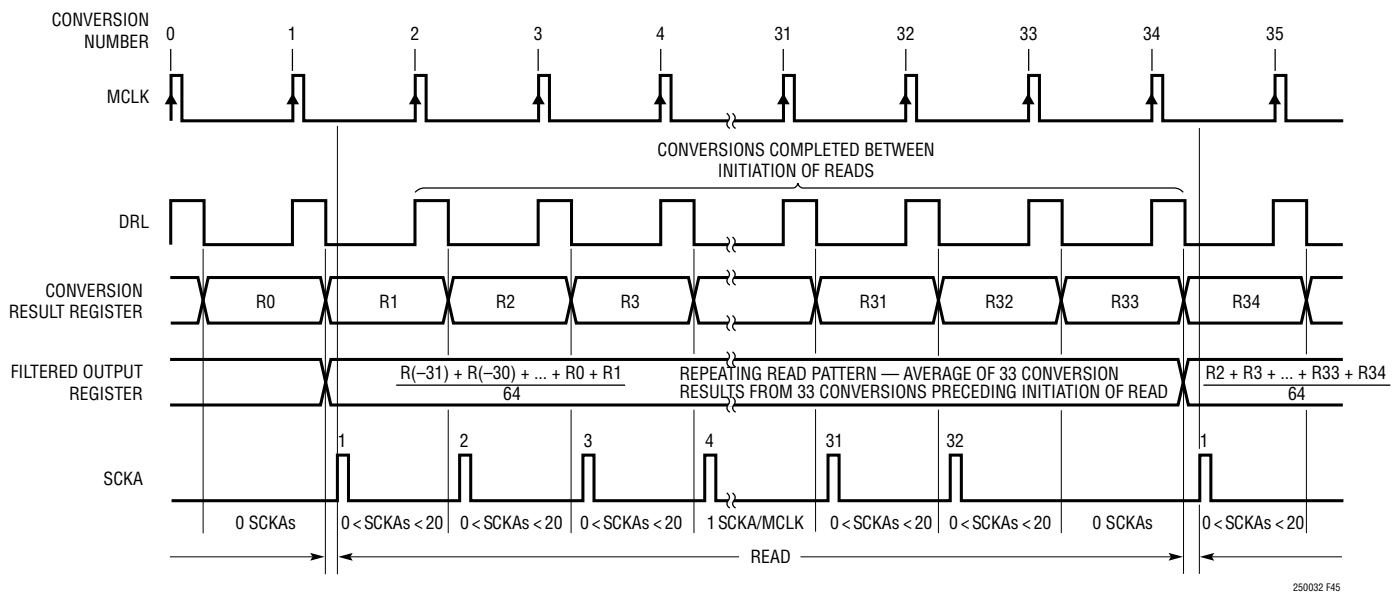 CONVERSION
NUMBER
0 1 2 3 4 31 32 33 34 35
MCLK
CONVERSIONS COMPLETED BETWEEN
INITIATION OF READS
DRL
CONVERSION
RESULT REGISTER
R0 R1 R2 R3 R31 R32 R33 R34
FILTERED OUTPUT
REGISTER
R(–31) + R(–30) + ... + R0 + R1
64
REPEATING READ PATTERN — AVERAGE OF 33 CONVERSION
RESULTS FROM 33 CONVERSIONS PRECEDING INITIATION OF READ
R2 + R3 + ... + R33 + R34
64
1 2 3 4 31 32 1
SCKA
0 SCKAs 0 < SCKAs < 20 0 < SCKAs < 20 0 < SCKAs < 20 1 SCKA/MCLK 0 < SCKAs < 20 0 < SCKAs < 20 0 SCKAs 0 < SCKAs < 20
READ
250032 F45